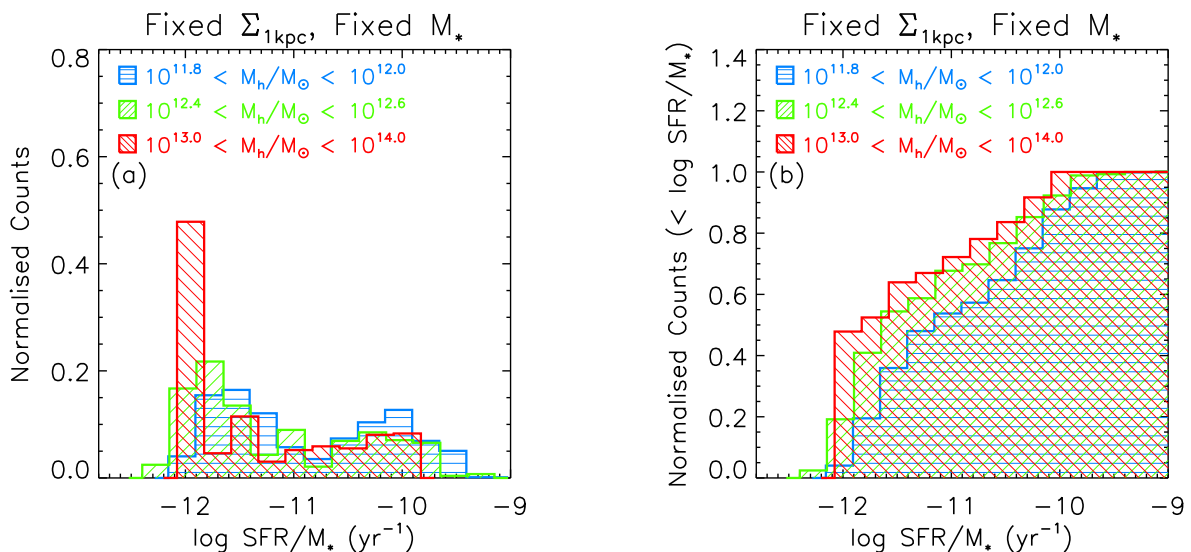 Fixed Σ1kpc, Fixed M*
0.8
10^11.8 < Mh/M⊙ < 10^12.0
10^12.4 < Mh/M⊙ < 10^12.6
10^13.0 < Mh/M⊙ < 10^14.0
0.6
(a)
Normalised Counts
0.4
0.2
0.0
-12 -11 -10 -9
log SFR/M* (yr^-1)
Fixed Σ1kpc, Fixed M*
1.4
10^11.8 < Mh/M⊙ < 10^12.0
10^12.4 < Mh/M⊙ < 10^12.6
1.2
10^13.0 < Mh/M⊙ < 10^14.0
(b)
1.0
Normalised Counts (< log SFR/M*)
0.8
0.6
0.4
0.2
0.0
-12 -11 -10 -9
log SFR/M* (yr^-1)